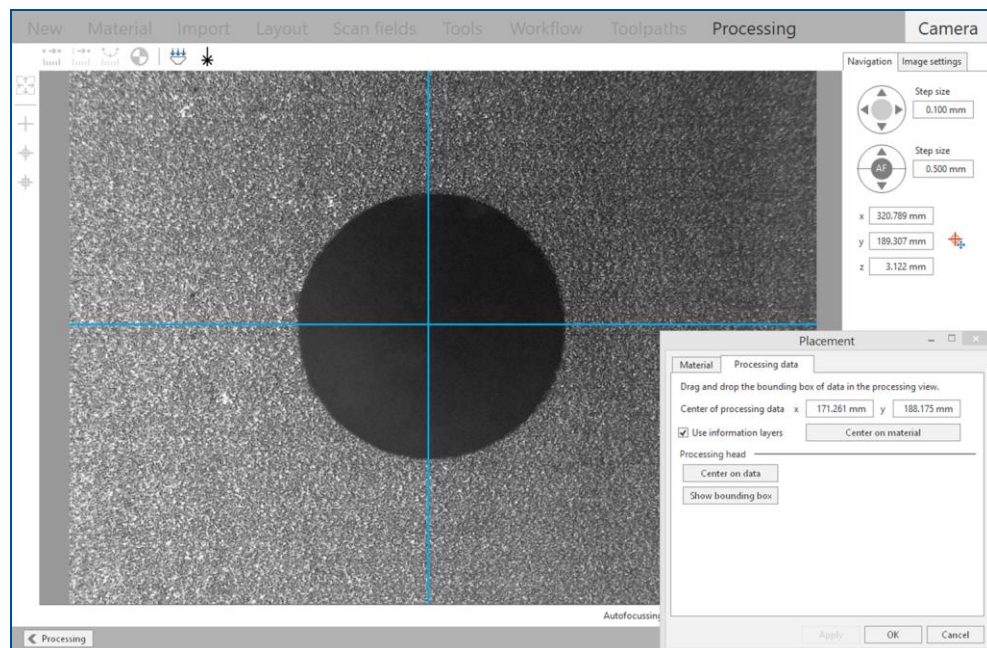 New Material Import Layout Scan fields Tools Workflow Toolpaths Processing Camera
Navigation Image settings
Step size
0.100 mm
Step size
AF
0.500 mm
x 320.789 mm
y 189.307 mm
z 3.122 mm
Placement
Material Processing data
Drag and drop the bounding box of data in the processing view.
Center of processing data x 171.261 mm y 188.175 mm
Use information layers Center on material
Processing head
Center on data
Show bounding box
Autofocussing
Processing
Apply OK Cancel